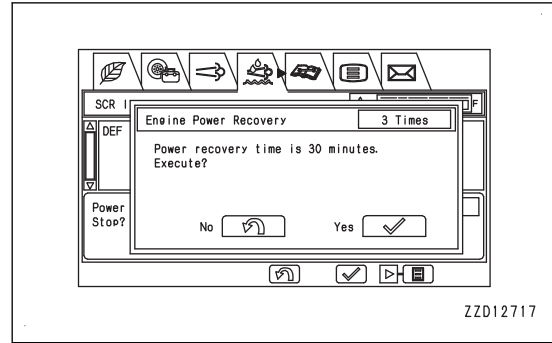 SCR I
F
DEF
Engine Power Recovery 3 Times
Power recovery time is 30 minutes.
Execute?
Power
Stop?
No Yes
ZZD12717